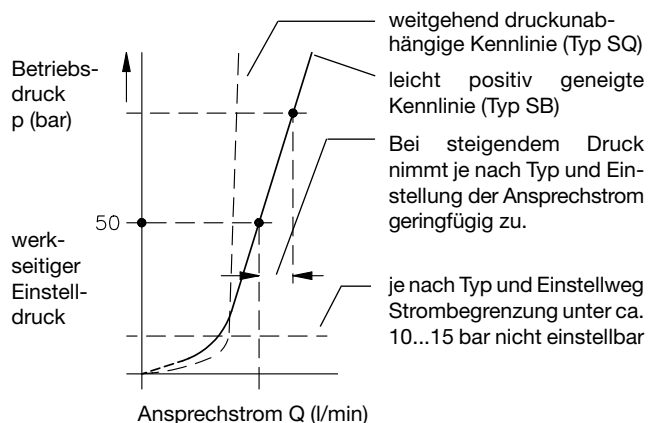 Betriebs-
druck
p (bar)
50
werk-
seitiger
Einstell-
druck
weitgehend druckunab-
hängige Kennlinie (Typ SQ)
leicht positiv geneigte
Kennlinie (Typ SB)
Bei steigendem Druck
nimmt je nach Typ und Ein-
stellung der Ansprechstrom
geringfügig zu.
je nach Typ und Einstellweg
Strombegrenzung unter ca.
10...15 bar nicht einstellbar
Ansprechstrom Q (l/min)